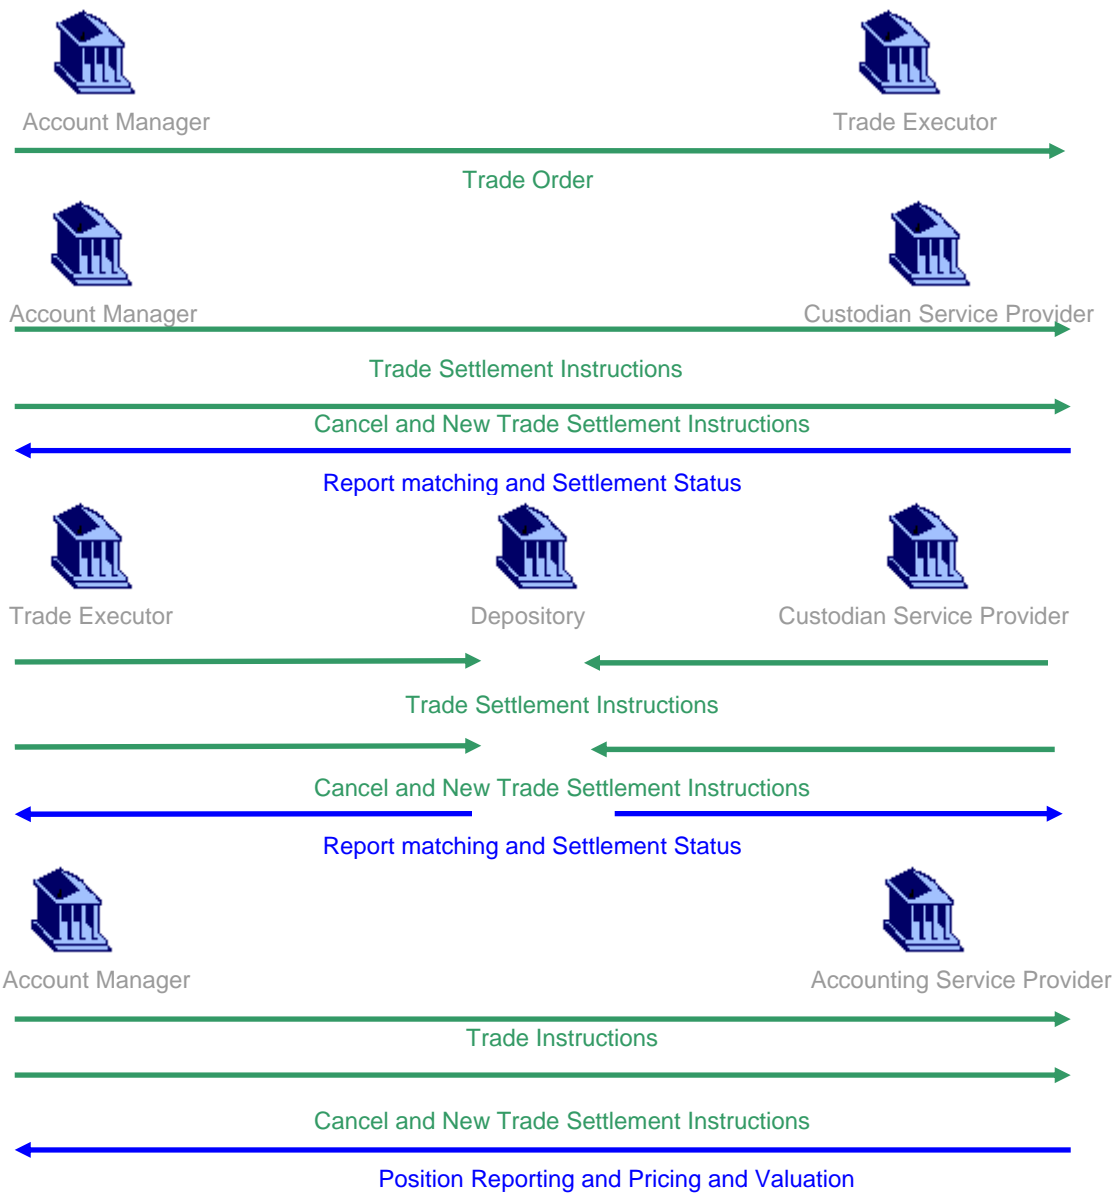 Account Manager
Trade Executor
Trade Order
Account Manager
Custodian Service Provider
Trade Settlement Instructions
Cancel and New Trade Settlement Instructions
Report matching and Settlement Status
Trade Executor
Depository
Custodian Service Provider
Trade Settlement Instructions
Cancel and New Trade Settlement Instructions
Report matching and Settlement Status
Account Manager
Accounting Service Provider
Trade Instructions
Cancel and New Trade Settlement Instructions
Position Reporting and Pricing and Valuation